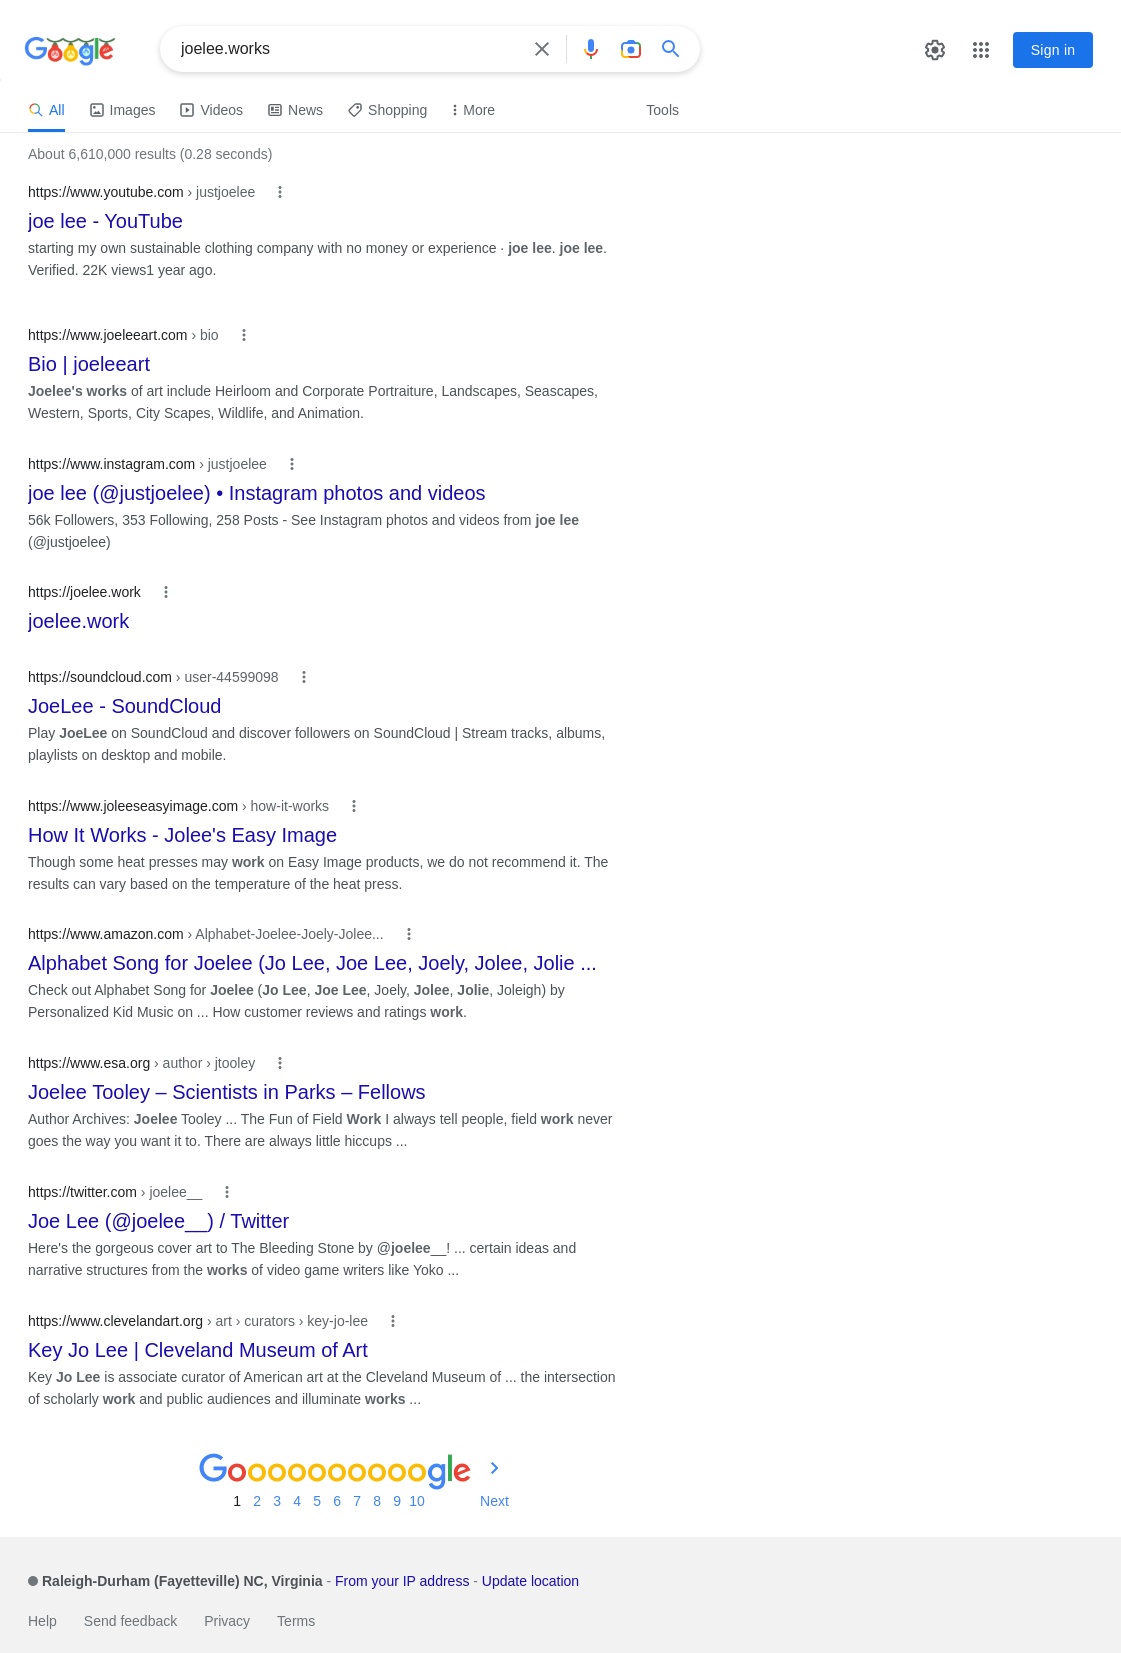 Google
joelee.works
Sign in
All Images Videos News Shopping More Tools
About 6,610,000 results (0.28 seconds)
https://www.youtube.com › justjoelee
joe lee - YouTube
starting my own sustainable clothing company with no money or experience · joe lee. joe lee.
Verified. 22K views1 year ago.
https://www.joeleeart.com › bio
Bio | joeleeart
Joelee's works of art include Heirloom and Corporate Portraiture, Landscapes, Seascapes,
Western, Sports, City Scapes, Wildlife, and Animation.
https://www.instagram.com › justjoelee
joe lee (@justjoelee) • Instagram photos and videos
56k Followers, 353 Following, 258 Posts - See Instagram photos and videos from joe lee
(@justjoelee)
https://joelee.work
joelee.work
https://soundcloud.com › user-44599098
JoeLee - SoundCloud
Play JoeLee on SoundCloud and discover followers on SoundCloud | Stream tracks, albums,
playlists on desktop and mobile.
https://www.joleeseasyimage.com › how-it-works
How It Works - Jolee's Easy Image
Though some heat presses may work on Easy Image products, we do not recommend it. The
results can vary based on the temperature of the heat press.
https://www.amazon.com › Alphabet-Joelee-Joely-Jolee...
Alphabet Song for Joelee (Jo Lee, Joe Lee, Joely, Jolee, Jolie ...
Check out Alphabet Song for Joelee (Jo Lee, Joe Lee, Joely, Jolee, Jolie, Joleigh) by
Personalized Kid Music on ... How customer reviews and ratings work.
https://www.esa.org › author › jtooley
Joelee Tooley – Scientists in Parks – Fellows
Author Archives: Joelee Tooley ... The Fun of Field Work I always tell people, field work never
goes the way you want it to. There are always little hiccups ...
https://twitter.com › joelee__
Joe Lee (@joelee__) / Twitter
Here's the gorgeous cover art to The Bleeding Stone by @joelee__! ... certain ideas and
narrative structures from the works of video game writers like Yoko ...
https://www.clevelandart.org › art › curators › key-jo-lee
Key Jo Lee | Cleveland Museum of Art
Key Jo Lee is associate curator of American art at the Cleveland Museum of ... the intersection
of scholarly work and public audiences and illuminate works ...
Goooooooooogle
1 2 3 4 5 6 7 8 9 10 Next
Raleigh-Durham (Fayetteville) NC, Virginia - From your IP address - Update location
Help Send feedback Privacy Terms